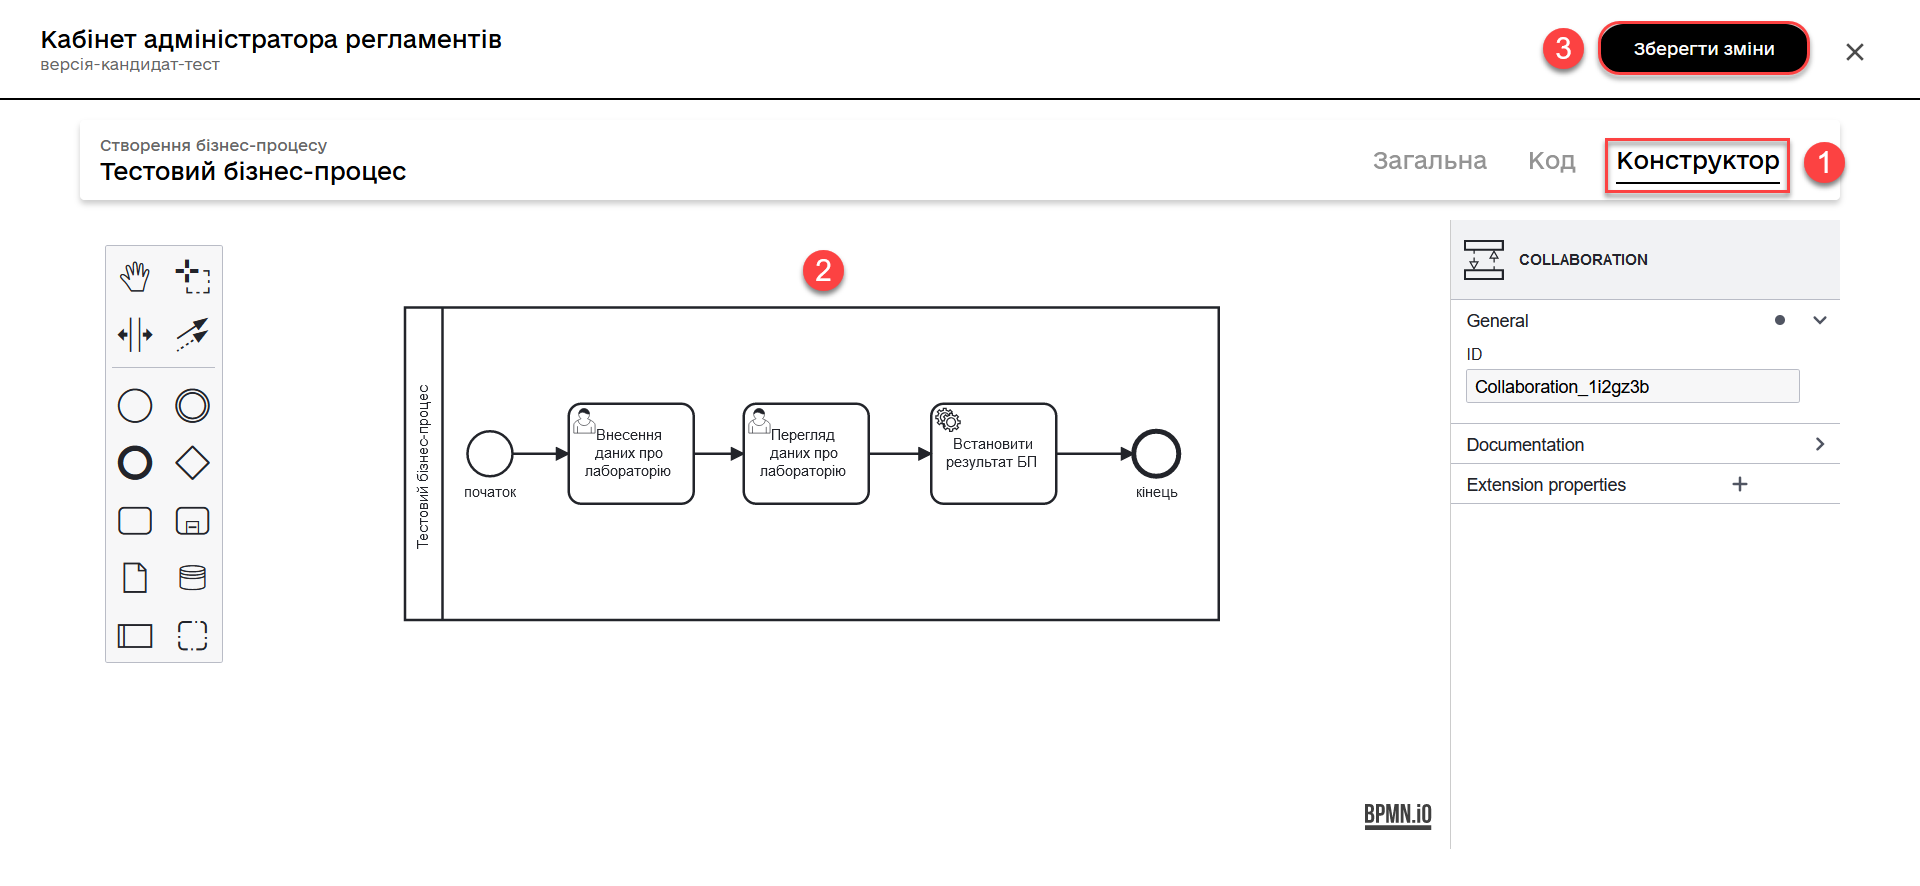 Кабінет адміністратора регламентів
версія-кандидат-тест
3
Зберегти зміни
Створення бізнес-процесу
Тестовий бізнес-процес
Загальна
Код
Конструктор
1
2
COLLABORATION
General
ID
Collaboration_1i2gz3b
Documentation
Extension properties
Тестовий бізнес-процес
початок
Внесення
даних про
лабораторію
Перегляд
даних про
лабораторію
Встановити
результат БП
кінець
BPMN.iO